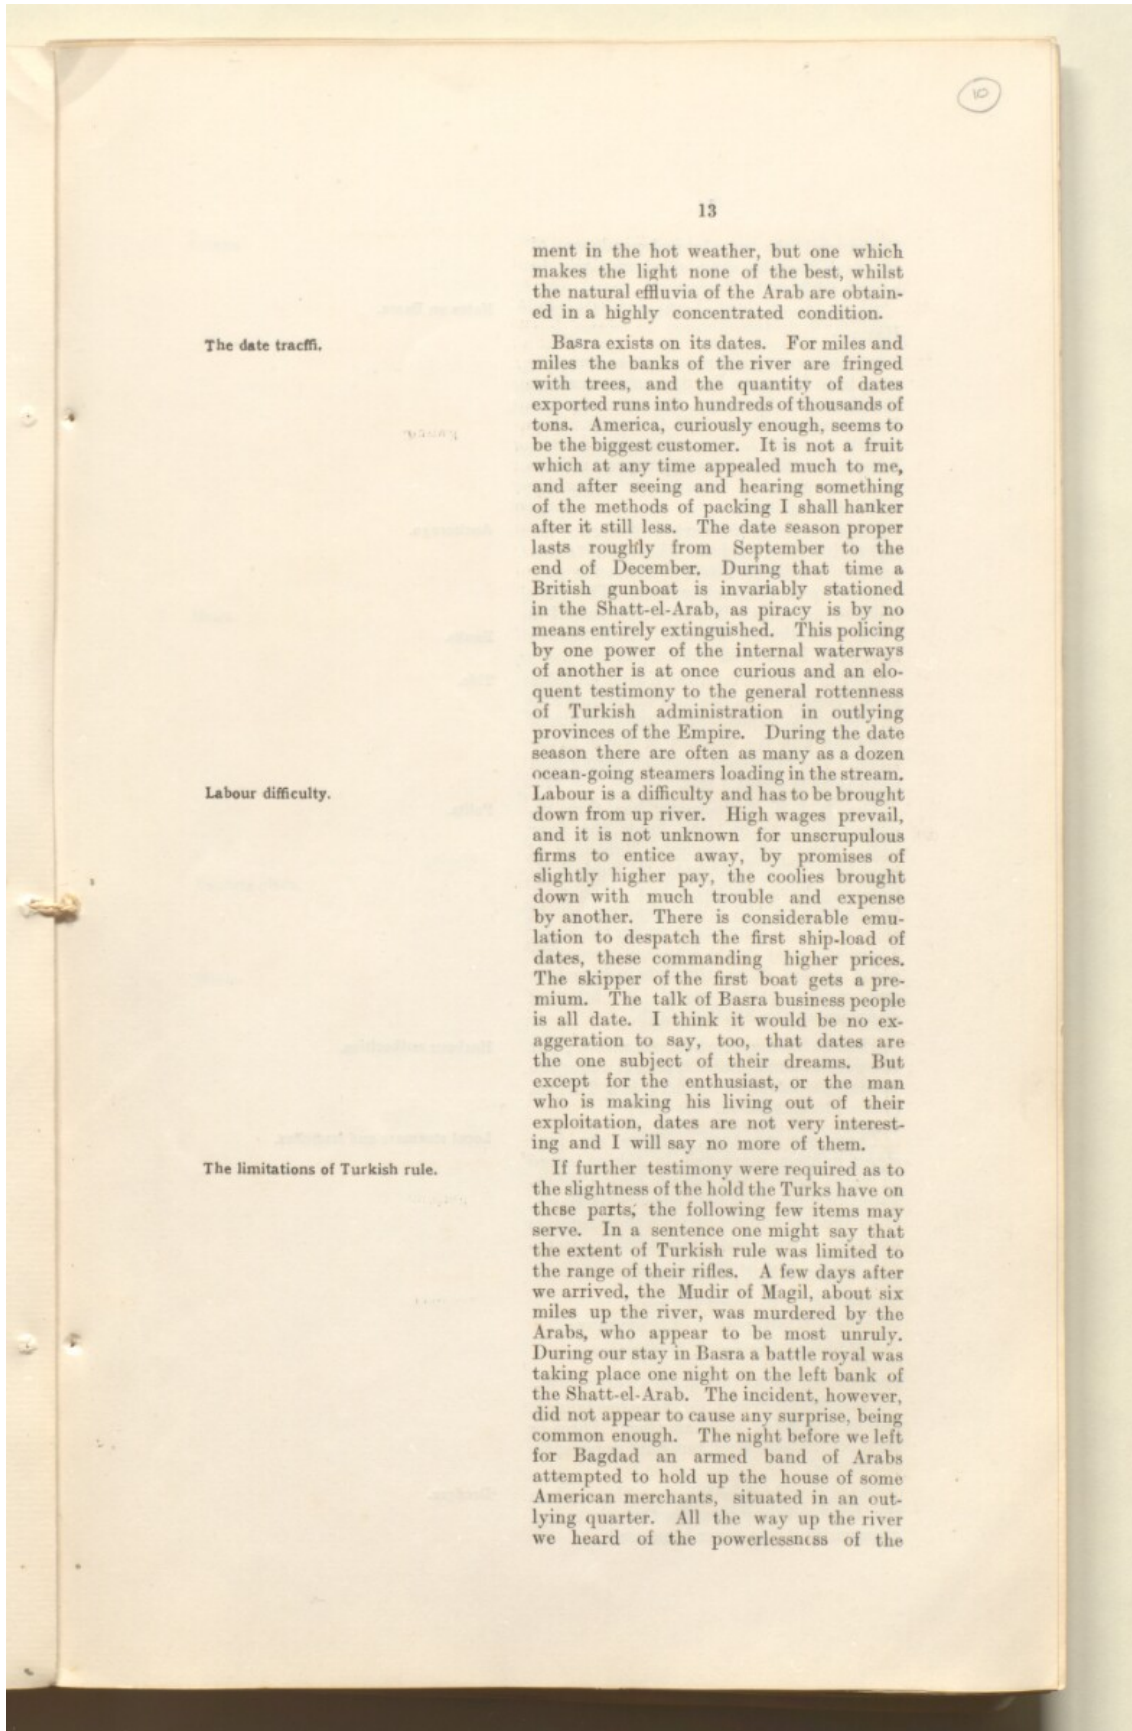 10
13
ment in the hot weather, but one which
makes the light none of the best, whilst
the natural effluvia of the Arab are obtain-
ed in a highly concentrated condition.
The date tracffi.
Basra exists on its dates. For miles and
miles the banks of the river are fringed
with trees, and the quantity of dates
exported runs into hundreds of thousands of
tons. America, curiously enough, seems to
be the biggest customer. It is not a fruit
which at any time appealed much to me,
and after seeing and hearing something
of the methods of packing I shall hanker
after it still less. The date season proper
lasts roughly from September to the
end of December. During that time a
British gunboat is invariably stationed
in the Shatt-el-Arab, as piracy is by no
means entirely extinguished. This policing
by one power of the internal waterways
of another is at once curious and an elo-
quent testimony to the general rottenness
of Turkish administration in outlying
provinces of the Empire. During the date
season there are often as many as a dozen
ocean-going steamers loading in the stream.
Labour difficulty.
Labour is a difficulty and has to be brought
down from up river. High wages prevail,
and it is not unknown for unscrupulous
firms to entice away, by promises of
slightly higher pay, the coolies brought
down with much trouble and expense
by another. There is considerable emu-
lation to despatch the first ship-load of
dates, these commanding higher prices.
The skipper of the first boat gets a pre-
mium. The talk of Basra business people
is all date. I think it would be no ex-
aggeration to say, too, that dates are
the one subject of their dreams. But
except for the enthusiast, or the man
who is making his living out of their
exploitation, dates are not very interest-
ing and I will say no more of them.
The limitations of Turkish rule.
If further testimony were required as to
the slightness of the hold the Turks have on
these parts, the following few items may
serve. In a sentence one might say that
the extent of Turkish rule was limited to
the range of their rifles. A few days after
we arrived, the Mudir of Magil, about six
miles up the river, was murdered by the
Arabs, who appear to be most unruly.
During our stay in Basra a battle royal was
taking place one night on the left bank of
the Shatt-el-Arab. The incident, however,
did not appear to cause any surprise, being
common enough. The night before we left
for Bagdad an armed band of Arabs
attempted to hold up the house of some
American merchants, situated in an out-
lying quarter. All the way up the river
we heard of the powerlessness of the